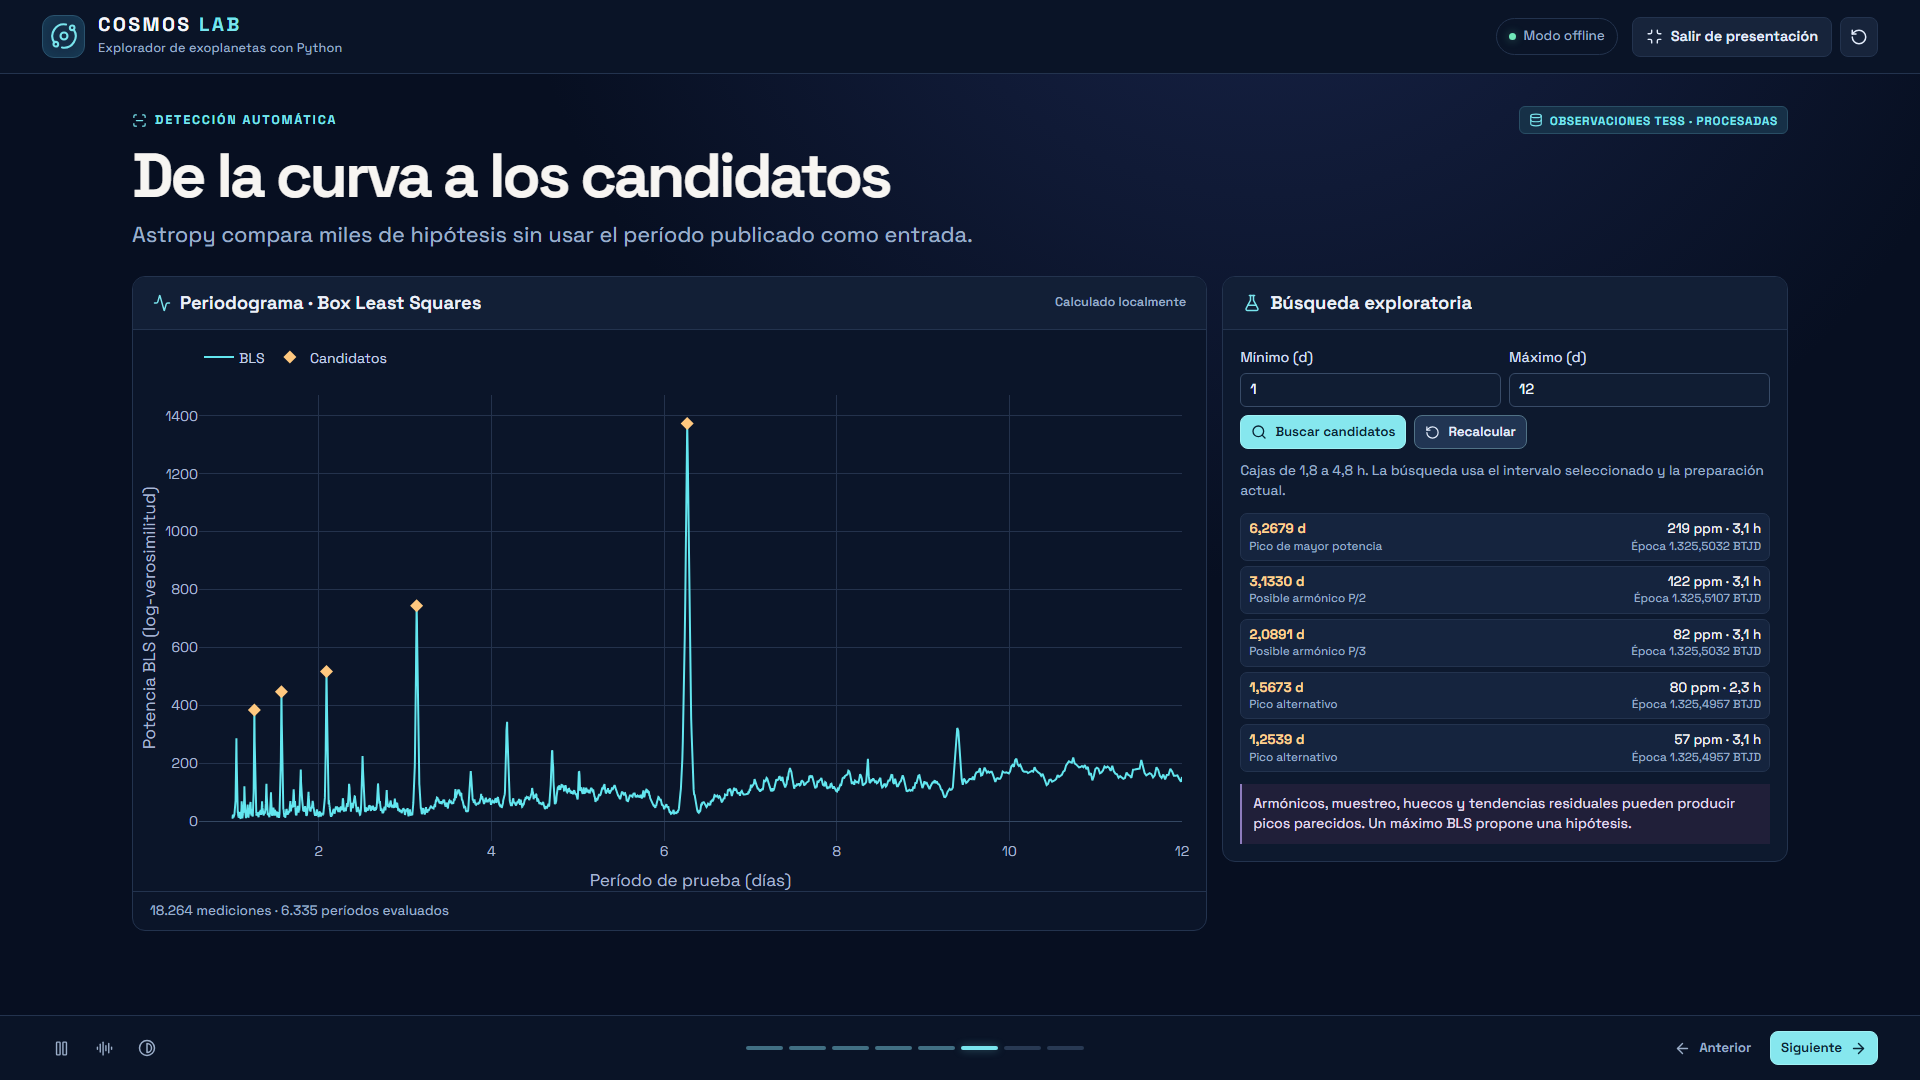 COSMOS LAB
Explorador de exoplanetas con Python
Modo offline
Salir de presentación
DETECCIÓN AUTOMÁTICA
OBSERVACIONES TESS · PROCESADAS
De la curva a los candidatos
Astropy compara miles de hipótesis sin usar el período publicado como entrada.
Periodograma · Box Least Squares
Calculado localmente
BLS
Candidatos
1400
1200
1000
800
600
400
200
0
Potencia BLS (log-verosimilitud)
2
4
6
8
10
12
Período de prueba (días)
18.264 mediciones · 6.335 períodos evaluados
Búsqueda exploratoria
Mínimo (d)
Máximo (d)
1
12
Buscar candidatos
Recalcular
Cajas de 1,8 a 4,8 h. La búsqueda usa el intervalo seleccionado y la preparación
actual.
6,2679 d
219 ppm · 3,1 h
Pico de mayor potencia
Época 1.325,5032 BTJD
3,1330 d
122 ppm · 3,1 h
Posible armónico P/2
Época 1.325,5107 BTJD
2,0891 d
82 ppm · 3,1 h
Posible armónico P/3
Época 1.325,5032 BTJD
1,5673 d
80 ppm · 2,3 h
Pico alternativo
Época 1.325,4957 BTJD
1,2539 d
57 ppm · 3,1 h
Pico alternativo
Época 1.325,4957 BTJD
Armónicos, muestreo, huecos y tendencias residuales pueden producir
picos parecidos. Un máximo BLS propone una hipótesis.
Anterior
Siguiente